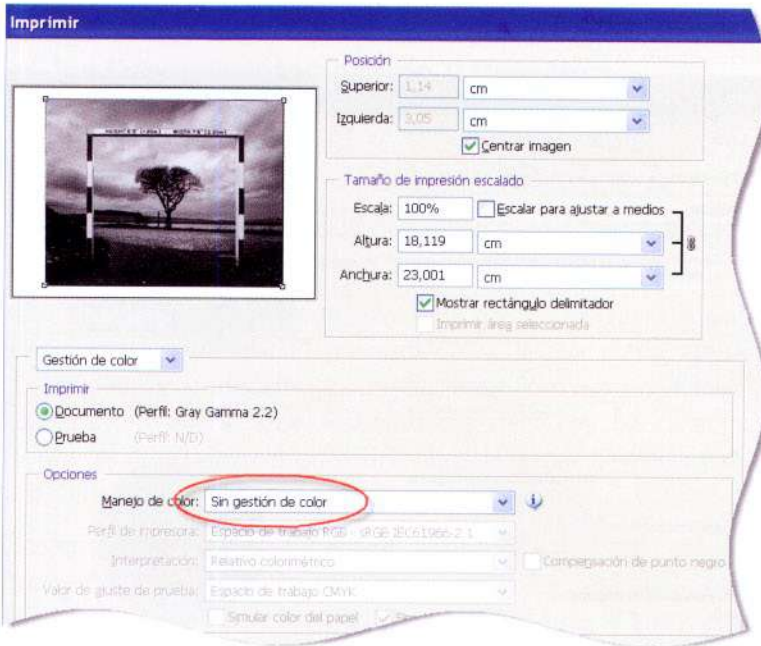 Imprimir
Posición
Superior: 1,14 cm
Izquierda: 3,05 cm
Centrar imagen
Tamaño de impresión escalado
Escala: 100% Escalar para ajustar a medios
Altura: 18,119 cm
Anchura: 23,001 cm
Mostrar rectángulo delimitador
Imprimir área seleccionada
Gestión de color
Imprimir
Documento (Perfil: Gray Gamma 2.2)
Prueba (Perfil: N/D)
Opciones
Manejo de color: Sin gestión de color
Perfil de impresora: Espacio de trabajo RGB - sRGB IEC61966-2.1
Interpretación: Relativo colorimétrico Compensación de punto negro
Valor de ajuste de prueba: Espacio de trabajo CMYK
Simular color del papel